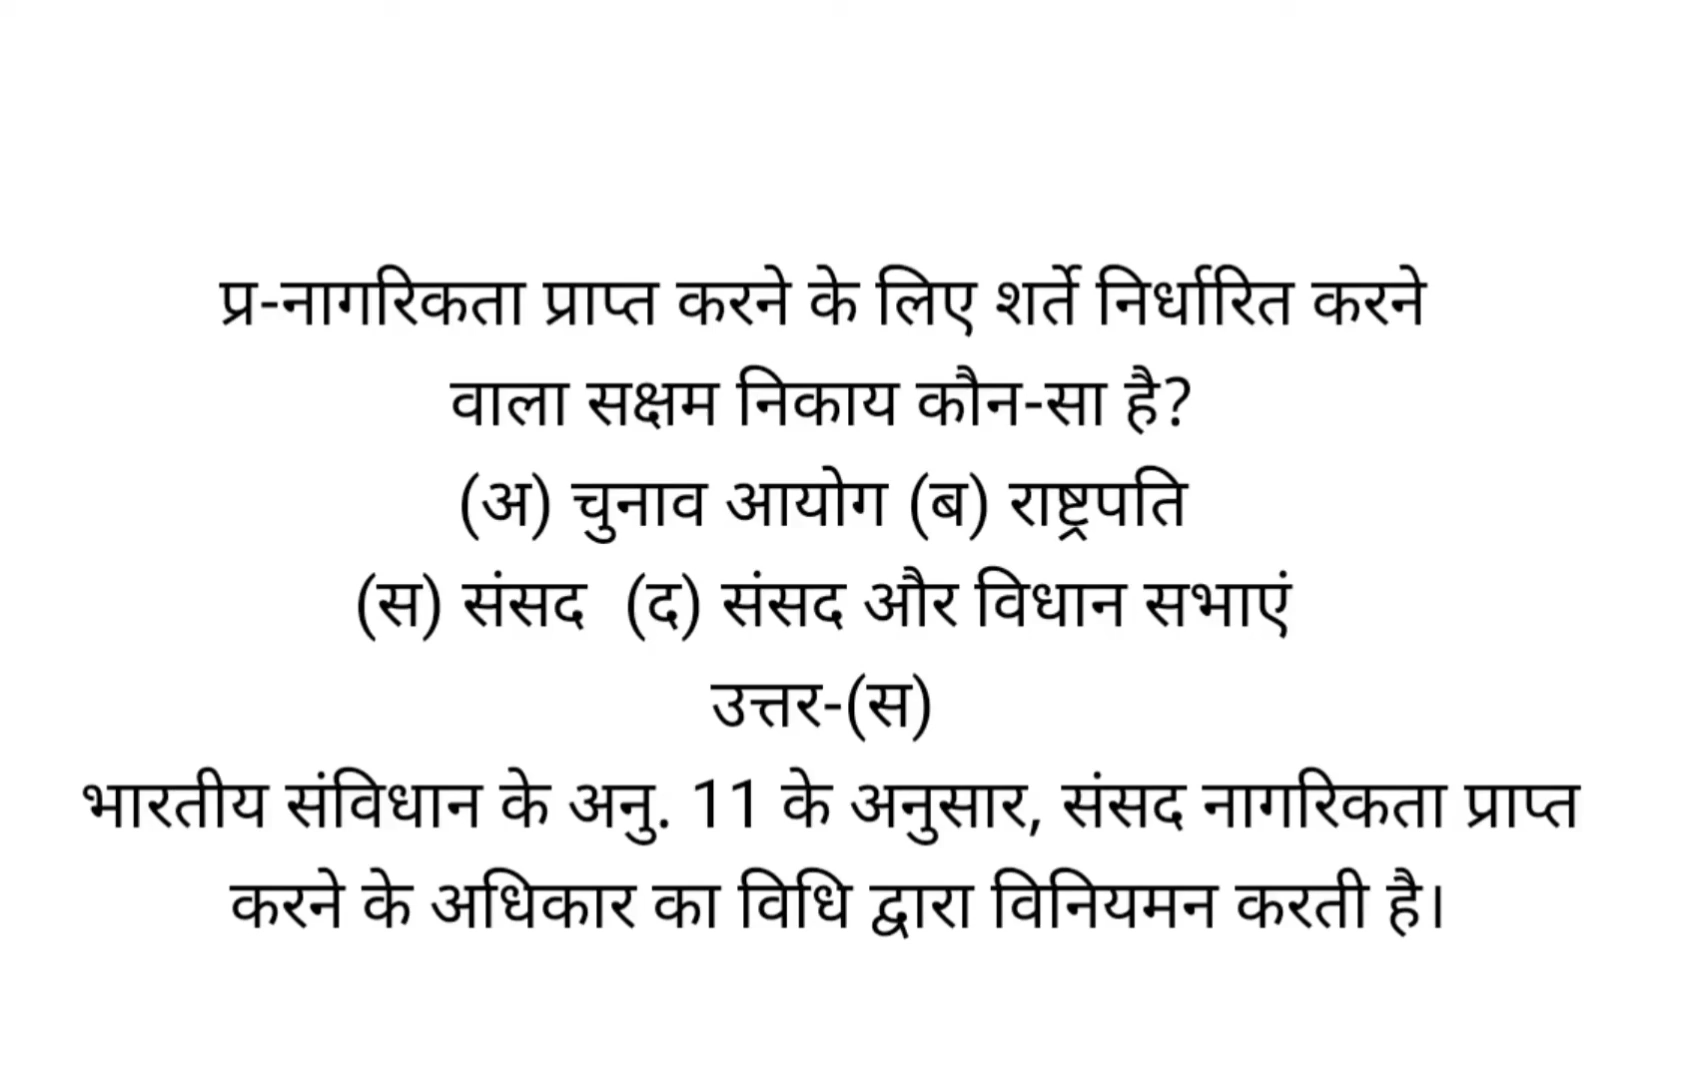 प्र-नागरिकता प्राप्त करने के लिए शर्ते निर्धारित करने
वाला सक्षम निकाय कौन-सा है?
(अ) चुनाव आयोग (ब) राष्ट्रपति
(स) संसद  (द) संसद और विधान सभाएं
उत्तर-(स)
भारतीय संविधान के अनु. 11 के अनुसार, संसद नागरिकता प्राप्त
करने के अधिकार का विधि द्वारा विनियमन करती है।